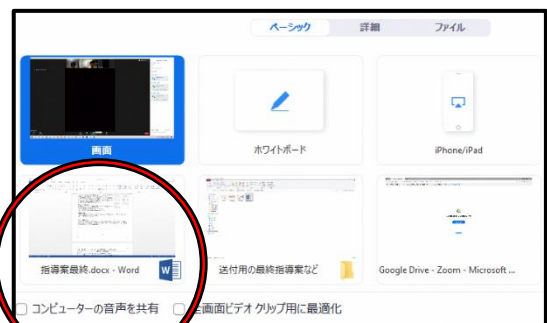 ベーシック 詳細 ファイル
画面 ホワイトボード iPhone/iPad
指導案最終.docx - Word 送付用の最終指導案など Google Drive - Zoom - Microsoft ...
コンピューターの音声を共有 全画面ビデオ クリップ用に最適化